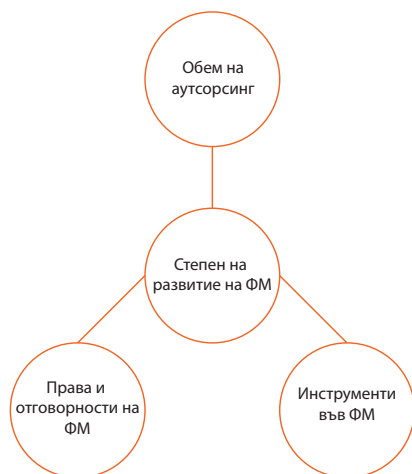 Обем на
аутсорсинг
Степен на
развитие на ФМ
Права и
отговорности на
ФМ
Инструменти
във ФМ